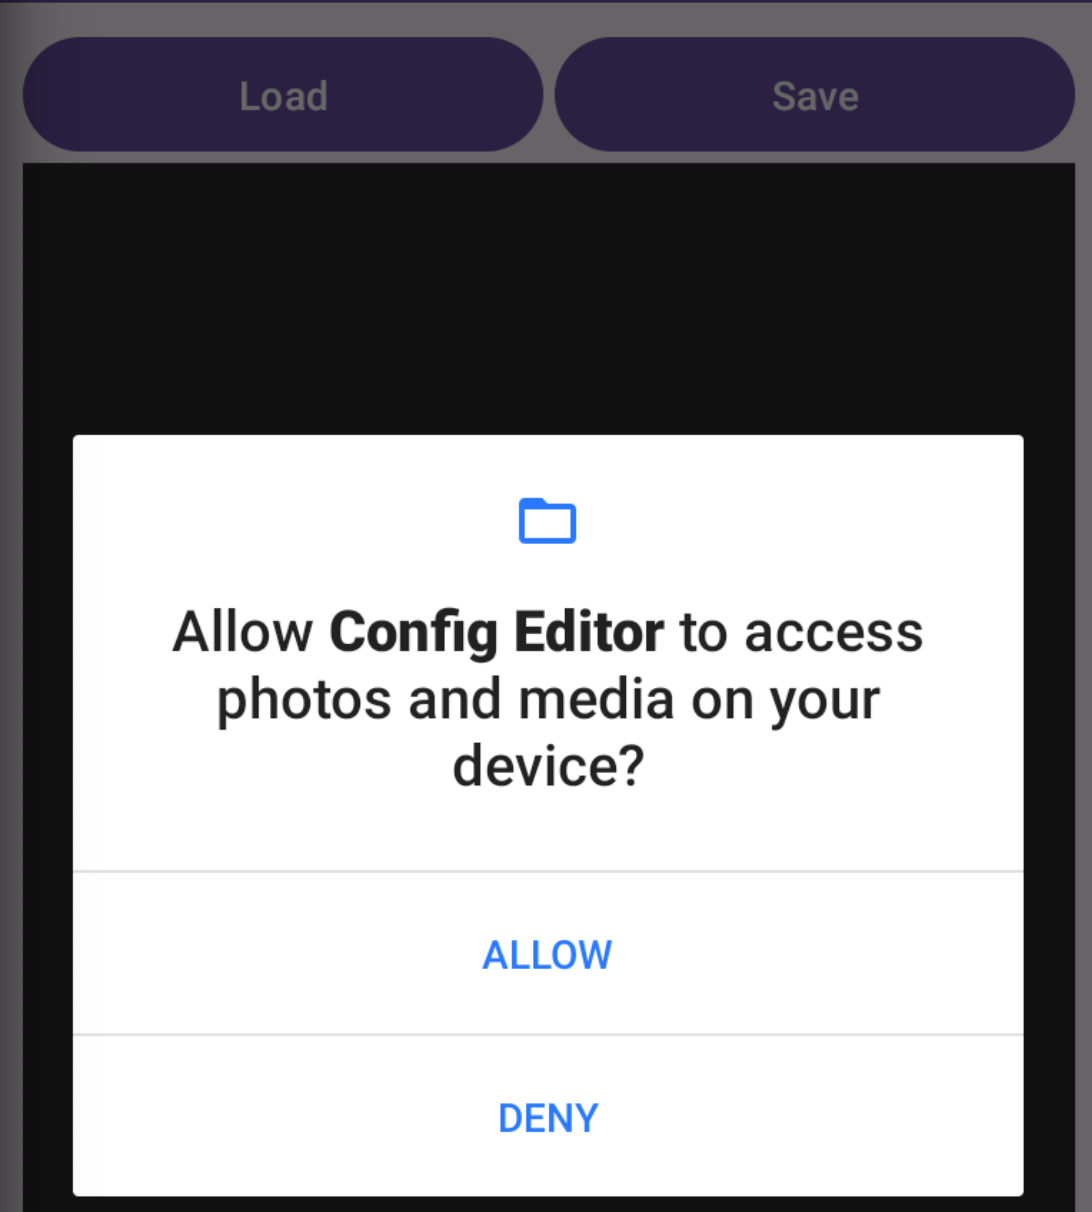 Load
Save
Allow Config Editor to access
photos and media on your
device?
ALLOW
DENY